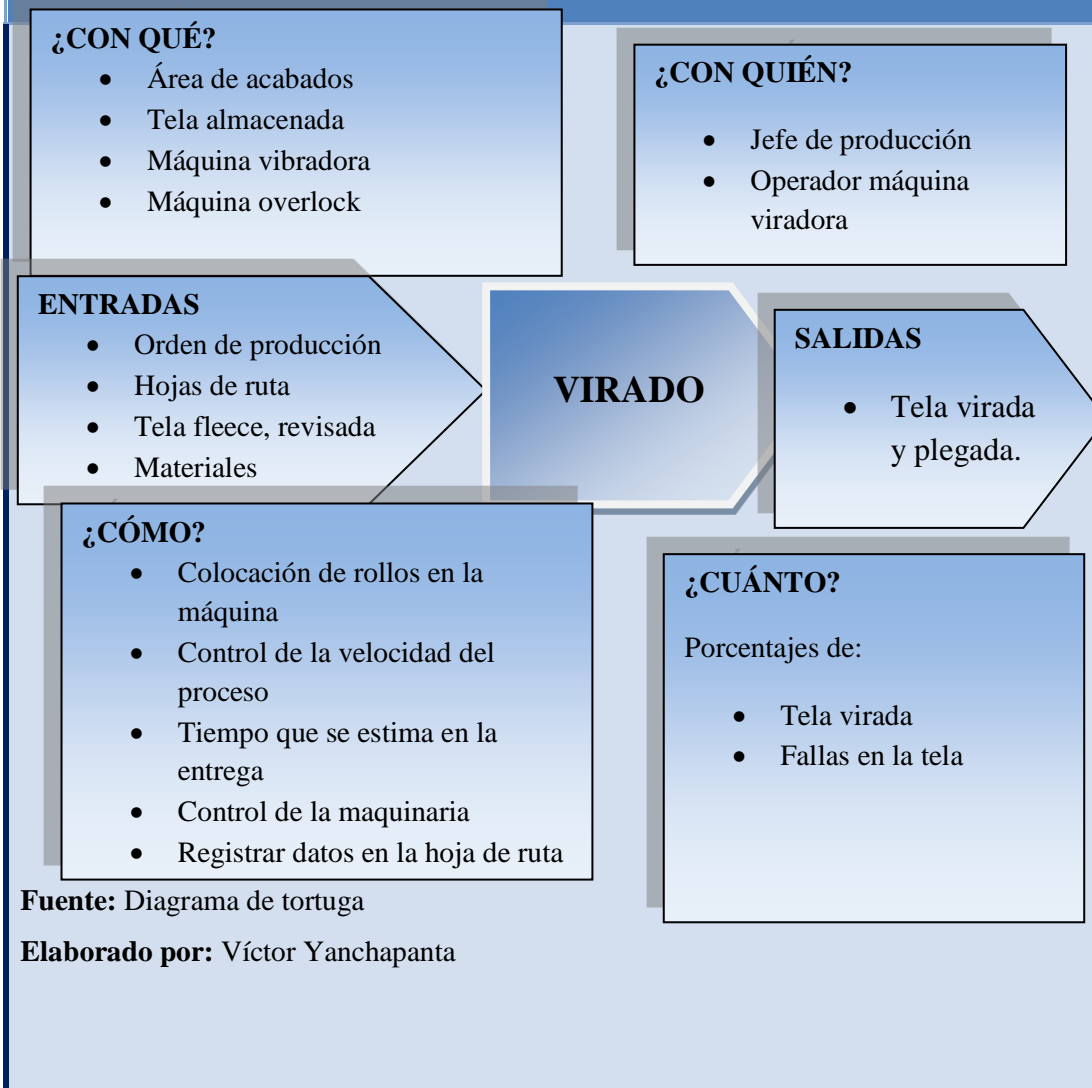 ¿CON QUÉ?
• Área de acabados
• Tela almacenada
• Máquina vibradora
• Máquina overlock
¿CON QUIÉN?
• Jefe de producción
• Operador máquina
viradora
ENTRADAS
• Orden de producción
• Hojas de ruta
• Tela fleece, revisada
• Materiales
VIRADO
SALIDAS
• Tela virada
y plegada.
¿CÓMO?
• Colocación de rollos en la
máquina
• Control de la velocidad del
proceso
• Tiempo que se estima en la
entrega
• Control de la maquinaria
• Registrar datos en la hoja de ruta
¿CUÁNTO?
Porcentajes de:
• Tela virada
• Fallas en la tela
Fuente: Diagrama de tortuga
Elaborado por: Víctor Yanchapanta